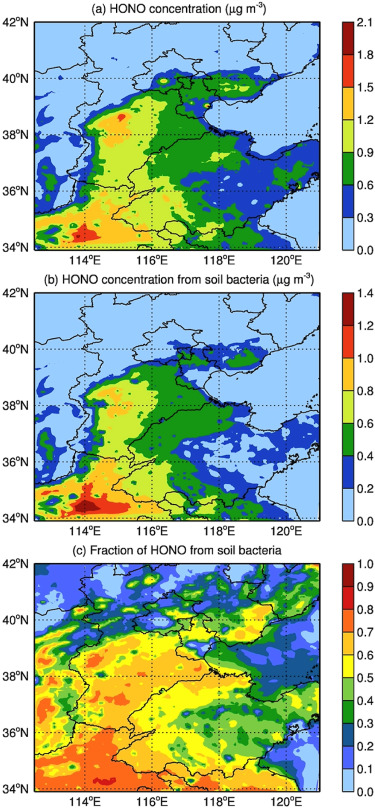 (a) HONO concentration (μg m-3)
42°N
40°N
38°N
36°N
34°N
114°E 116°E 118°E 120°E
2.1
1.8
1.5
1.2
0.9
0.6
0.3
0.0
(b) HONO concentration from soil bacteria (μg m-3)
42°N
40°N
38°N
36°N
34°N
114°E 116°E 118°E 120°E
1.4
1.2
1.0
0.8
0.6
0.4
0.2
0.0
(c) Fraction of HONO from soil bacteria
42°N
40°N
38°N
36°N
34°N
114°E 116°E 118°E 120°E
1.0
0.9
0.8
0.7
0.6
0.5
0.4
0.3
0.2
0.1
0.0